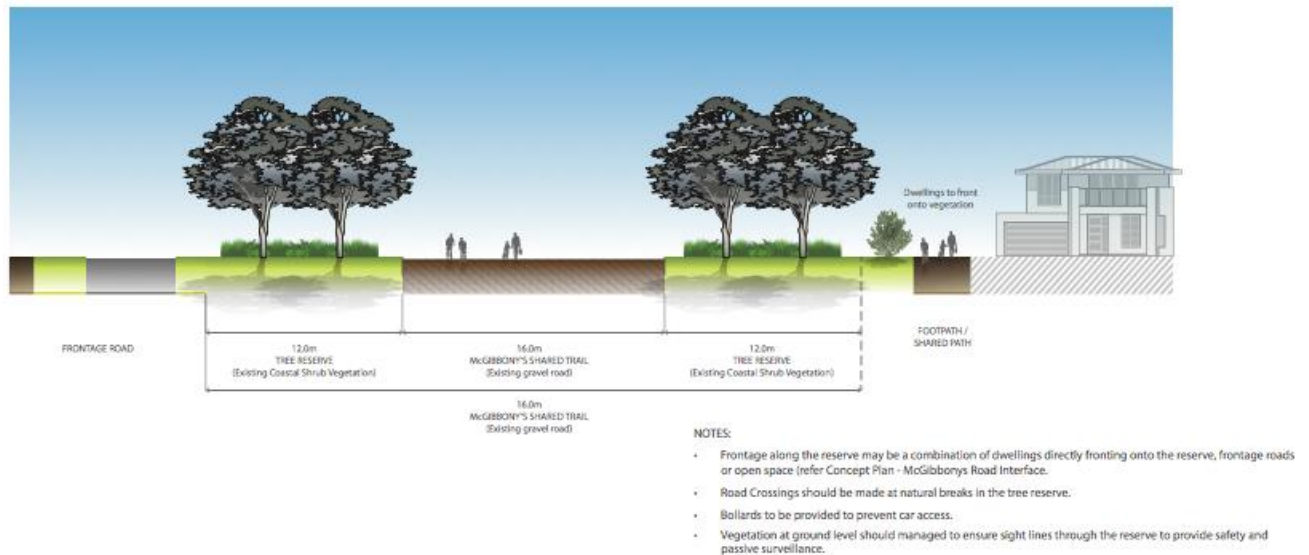 Dwellings to front
onto vegetation
FRONTAGE ROAD
12.0m
TREE RESERVE
(Existing Coastal Shrub Vegetation)
16.0m
McGIBBONY'S SHARED TRAIL
(Existing gravel road)
12.0m
TREE RESERVE
(Existing Coastal Shrub Vegetation)
FOOTPATH /
SHARED PATH
16.0m
McGIBBONY'S SHARED TRAIL
(Existing gravel road)
NOTES:
• Frontage along the reserve may be a combination of dwellings directly fronting onto the reserve, frontage roads
or open space (refer Concept Plan - McGibbonys Road Interface.
• Road Crossings should be made at natural breaks in the tree reserve.
• Bollards to be provided to prevent car access.
• Vegetation at ground level should managed to ensure sight lines through the reserve to provide safety and
passive surveillance.